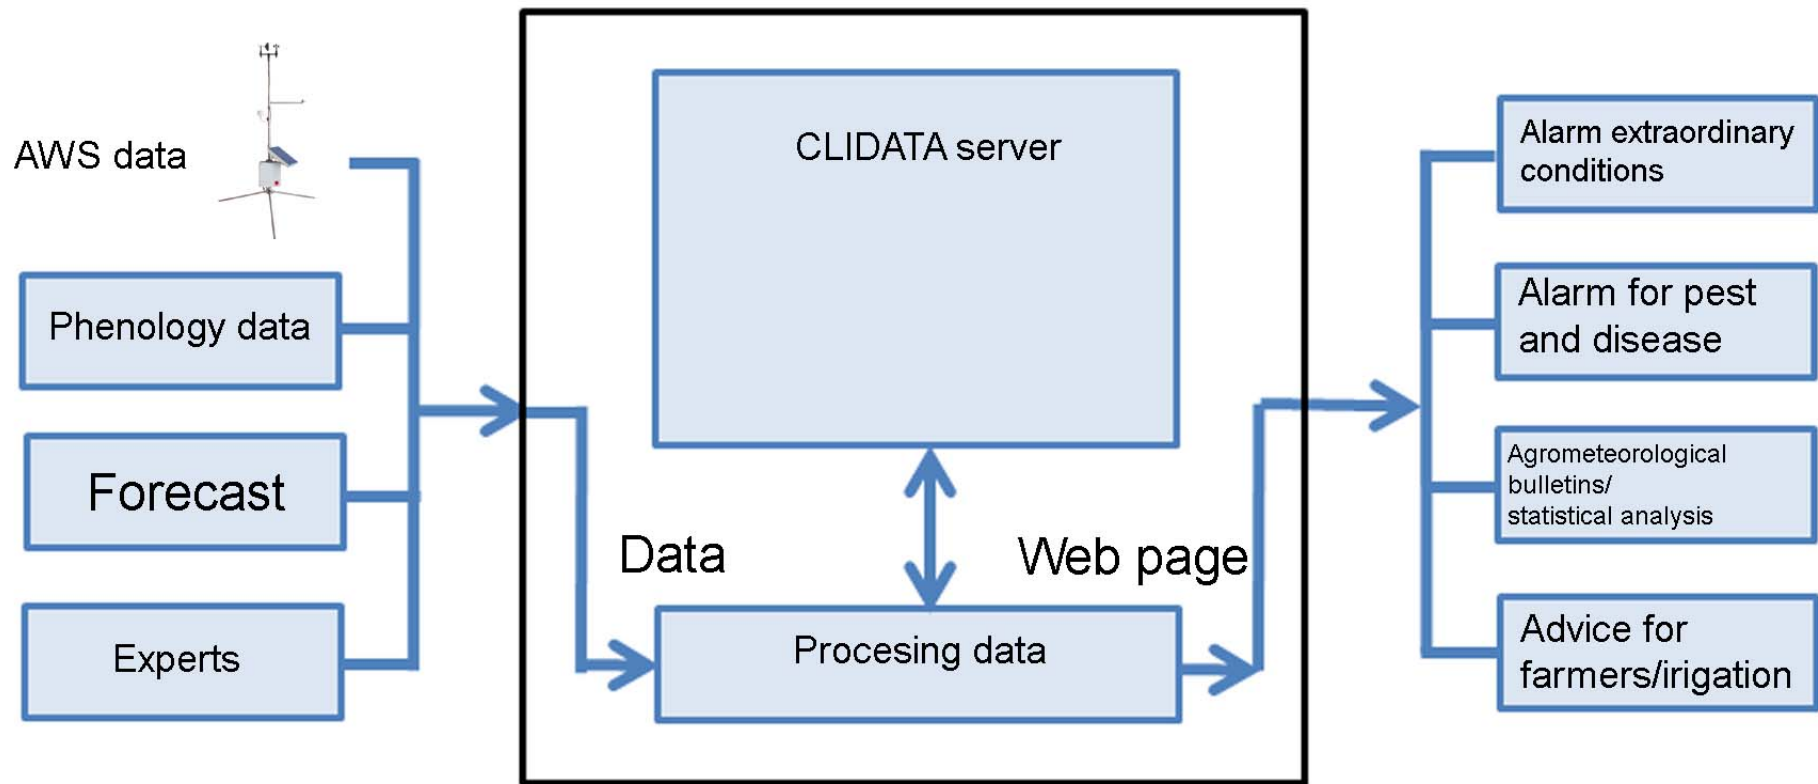 AWS data
Phenology data
Forecast
Experts
CLIDATA server
Data
Web page
Procesing data
Alarm extraordinary
conditions
Alarm for pest
and disease
Agrometeorological
bulletins/
statistical analysis
Advice for
farmers/irigation